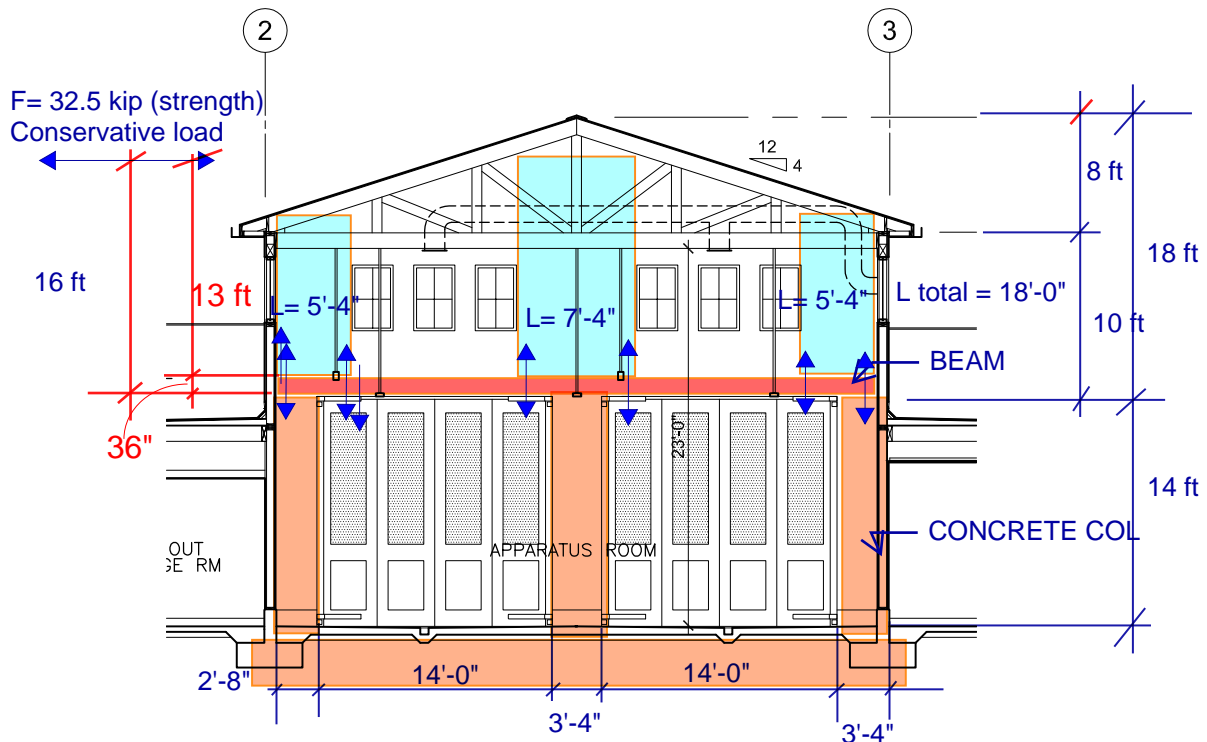 2
3
F= 32.5 kip (strength)
Conservative load
12
4
8 ft
18 ft
16 ft
13 ft
L= 5'-4"
L= 7'-4"
L= 5'-4"
L total = 18'-0"
10 ft
BEAM
36"
23'-0"
14 ft
OUT
GE RM
APPARATUS ROOM
CONCRETE COL
2'-8"
14'-0"
14'-0"
3'-4"
3'-4"